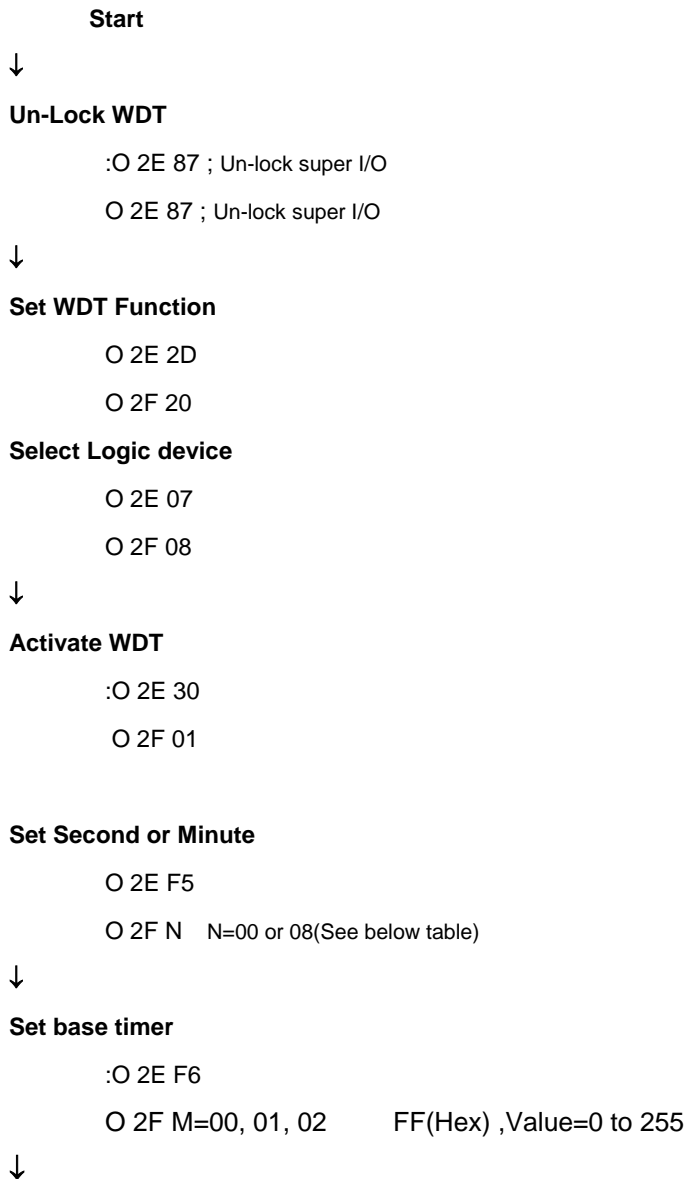 Start
↓
Un-Lock WDT
:O 2E 87 ; Un-lock super I/O
O 2E 87 ; Un-lock super I/O
↓
Set WDT Function
O 2E 2D
O 2F 20
Select Logic device
O 2E 07
O 2F 08
↓
Activate WDT
:O 2E 30
O 2F 01
Set Second or Minute
O 2E F5
O 2F N N=00 or 08(See below table)
↓
Set base timer
:O 2E F6
O 2F M=00, 01, 02 FF(Hex) ,Value=0 to 255
↓